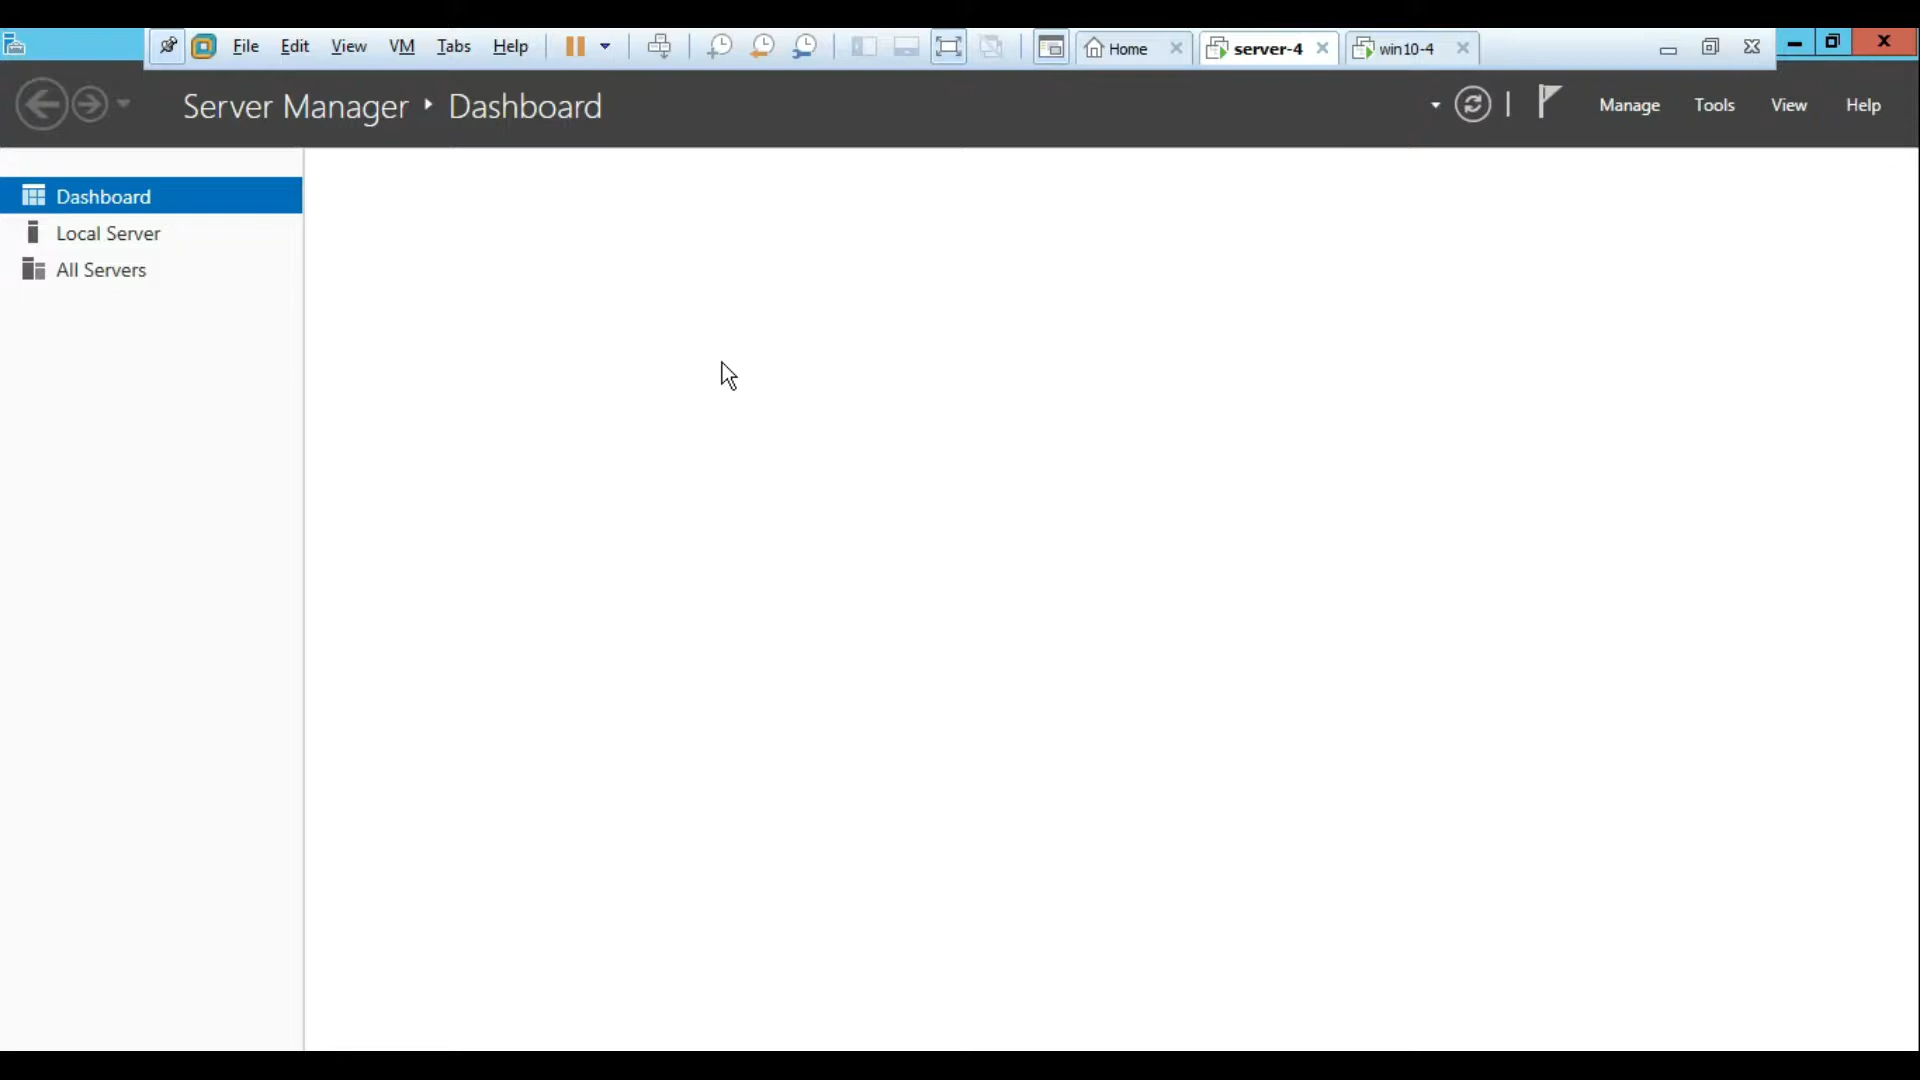 File Edit View VM Tabs Help Home server-4 win10-4
Server Manager Dashboard Manage Tools View Help
Dashboard
Local Server
All Servers